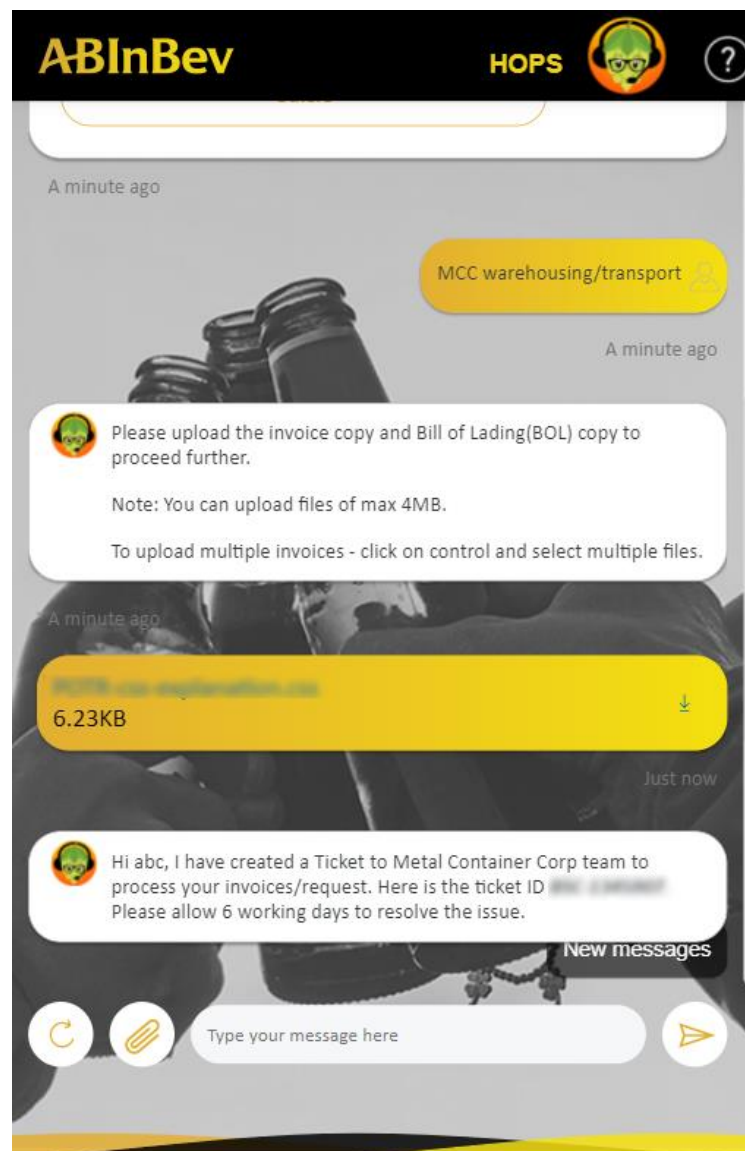 ABInBev
HOPS
?
A minute ago
MCC warehousing/transport
A minute ago
Please upload the invoice copy and Bill of Lading(BOL) copy to
proceed further.
Note: You can upload files of max 4MB.
To upload multiple invoices - click on control and select multiple files.
A minute ago
6.23KB
Just now
Hi abc, I have created a Ticket to Metal Container Corp team to
process your invoices/request. Here is the ticket ID
Please allow 6 working days to resolve the issue.
New messages
Type your message here